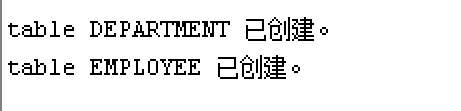 table DEPARTMENT 已创建。
table EMPLOYEE 已创建。